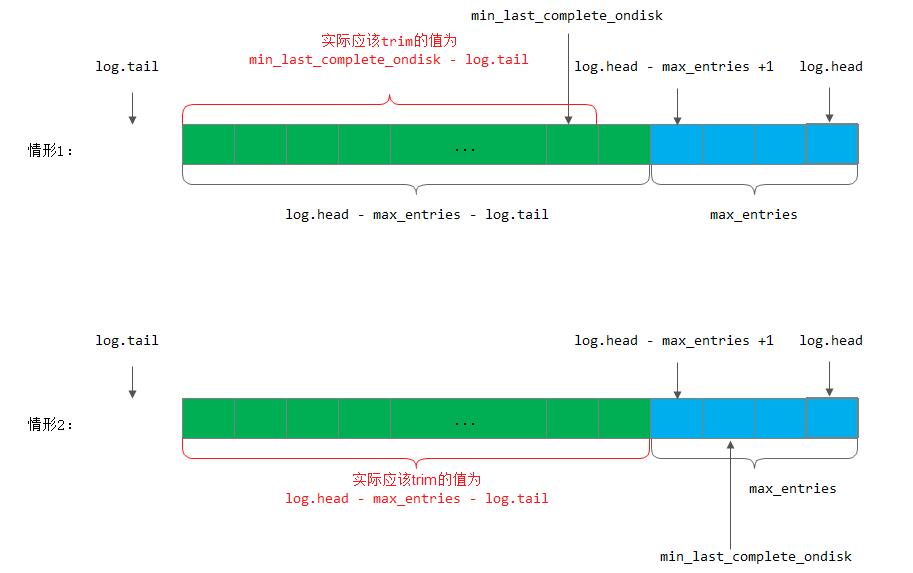 min_last_complete_ondisk
实际应该trim的值为
min_last_complete_ondisk - log.tail
log.tail
log.head - max_entries +1
log.head
情形1:
...
log.head - max_entries - log.tail
max_entries
log.tail
log.head - max_entries +1
log.head
情形2:
...
实际应该trim的值为
log.head - max_entries - log.tail
max_entries
min_last_complete_ondisk